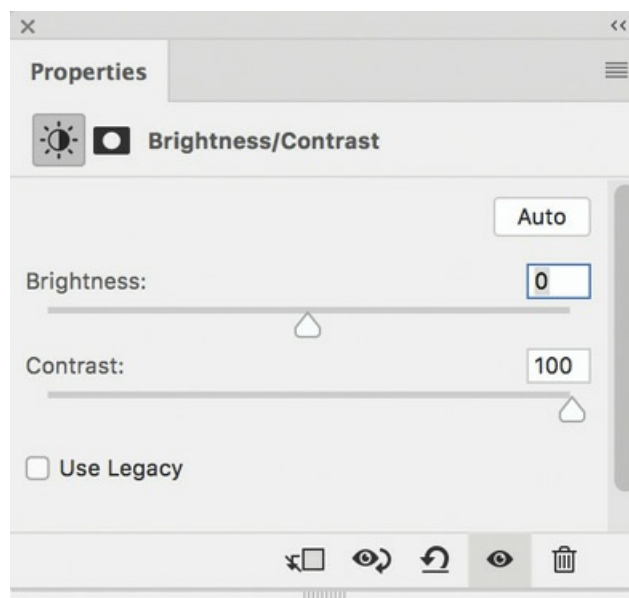 Properties
Brightness/Contrast
Auto
Brightness: 0
Contrast: 100
Use Legacy